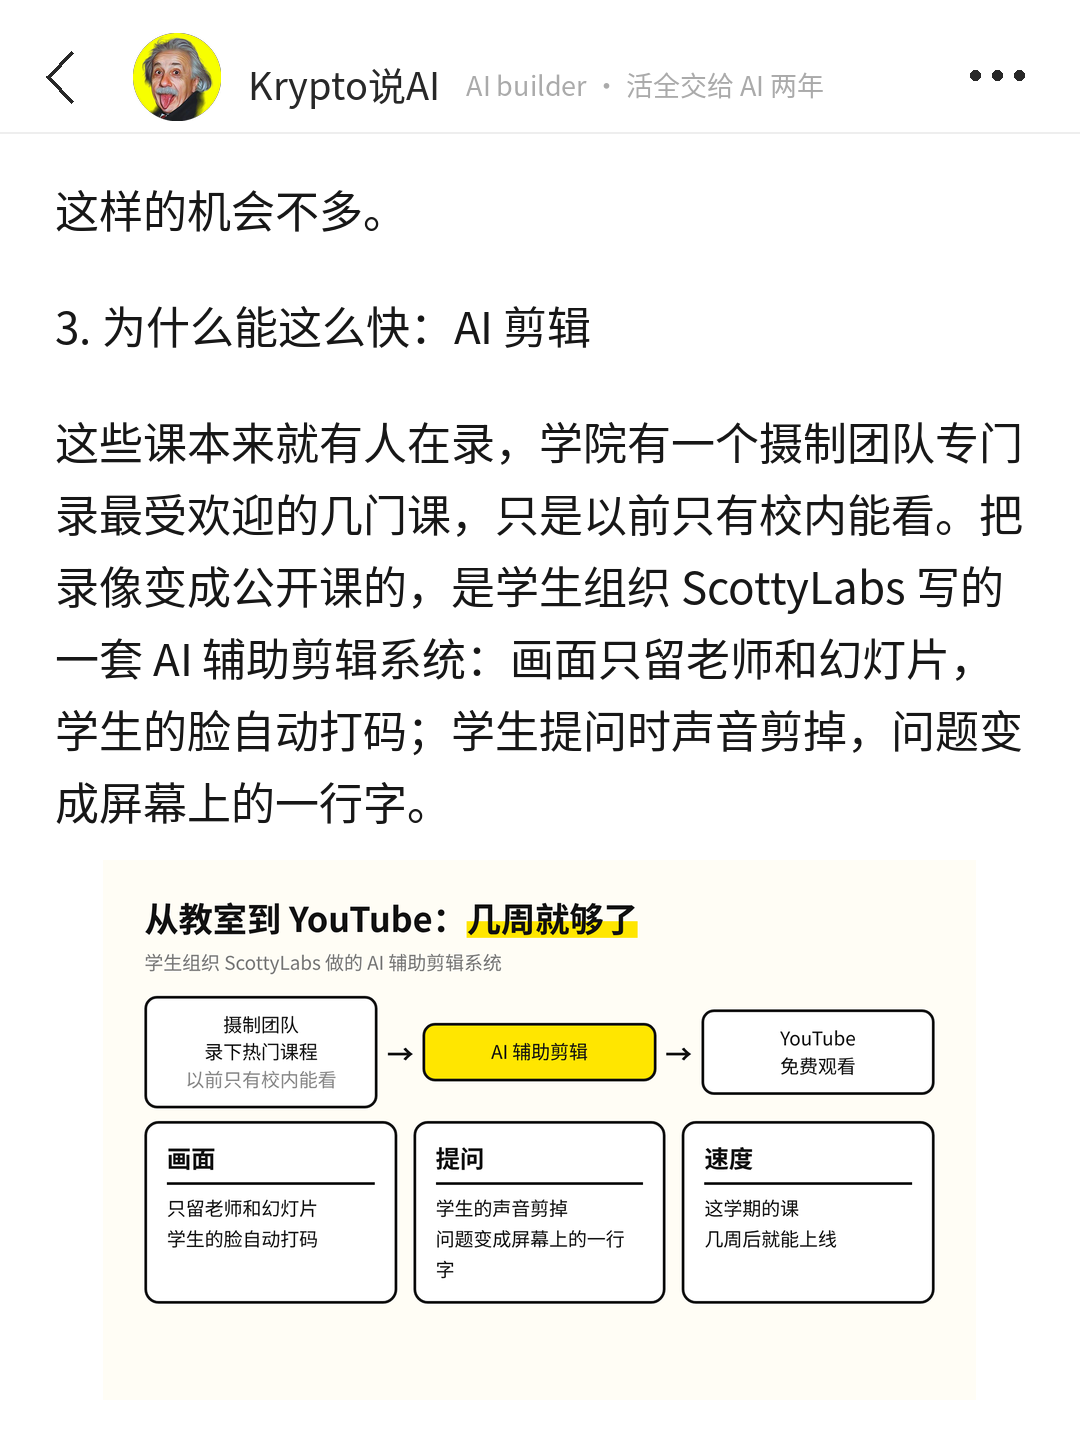 Krypto说AI AI builder · 活全交给 AI 两年
这样的机会不多。
3. 为什么能这么快：AI 剪辑
这些课本来就有人在录，学院有一个摄制团队专门
录最受欢迎的几门课，只是以前只有校内能看。把
录像变成公开课的，是学生组织 ScottyLabs 写的
一套 AI 辅助剪辑系统：画面只留老师和幻灯片，
学生的脸自动打码；学生提问时声音剪掉，问题变
成屏幕上的一行字。
从教室到 YouTube：几周就够了
学生组织 ScottyLabs 做的 AI 辅助剪辑系统
摄制团队
录下热门课程
以前只有校内能看
→
AI 辅助剪辑
→
YouTube
免费观看
画面
只留老师和幻灯片
学生的脸自动打码
提问
学生的声音剪掉
问题变成屏幕上的一行
字
速度
这学期的课
几周后就能上线